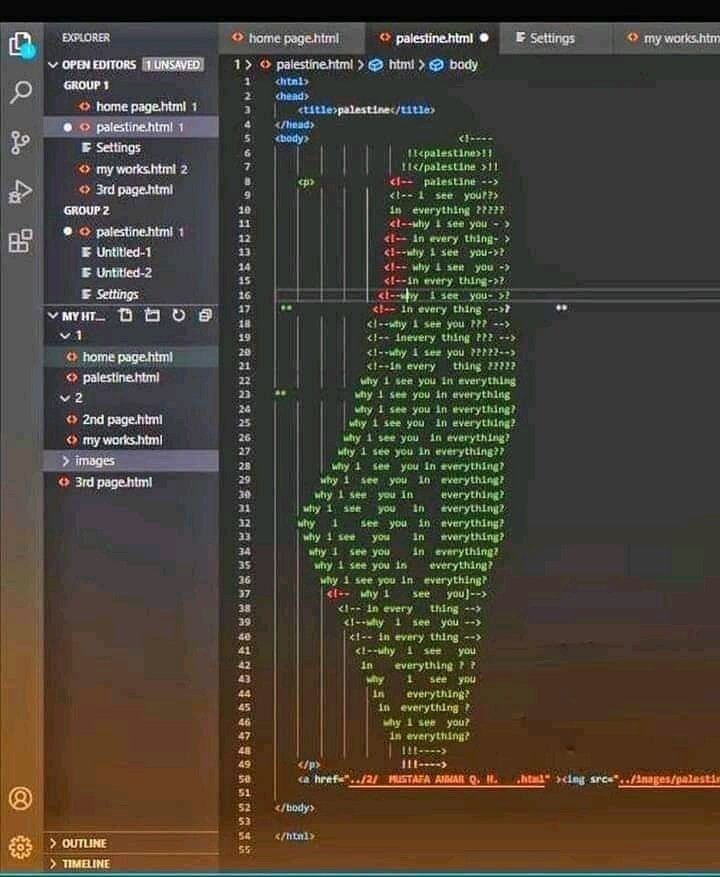 EXPLORER
OPEN EDITORS 1 UNSAVED
GROUP 1
home page.html 1
palestine.html 1
Settings
my works.html 2
3rd page.html
GROUP 2
palestine.html 1
Untitled-1
Untitled-2
Settings
MY HT...
1
home page.html
palestine.html
2
2nd page.html
my works.html
images
3rd page.html
OUTLINE
TIMELINE
home page.html palestine.html Settings my works.htm
1 > palestine.html > html > body
1 <html>
2 <head>
3 <title>palestine</title>
4 </head>
5 <body> <!----
6 !!<palestine>!!
7 !!</palestine >!!
8 <p> <!-- palestine -->
9 <!-- i see you??>
10 in everything ?????
11 <!--why i see you - >
12 <!-- in every thing- >
13 <!--why i see you->?
14 <!-- why i see you ->
15 <!--in every thing->?
16 <!--why i see you- >?
17 ** <!-- in every thing -->? **
18 <!--why i see you ??? -->
19 <!-- inevery thing ??? -->
20 <!--why i see you ?????-->
21 <!--in every thing ?????
22 why i see you in everything
23 ** why i see you in everything
24 why i see you in everything?
25 why i see you in everything?
26 why i see you in everything?
27 why i see you in everything??
28 why i see you in everything?
29 why i see you in everything?
30 why i see you in everything?
31 why i see you in everything?
32 why i see you in everything?
33 why i see you in everything?
34 why i see you in everything?
35 why i see you in everything?
36 why i see you in everything?
37 <!-- why i see you]-->
38 <!-- in every thing -->
39 <!--why i see you -->
40 <!-- in every thing -->
41 <!--why i see you
42 in everything ? ?
43 why i see you
44 in everything?
45 in everything ?
46 why i see you?
47 in everything?
48 !!!---->
49 </p> !!!---->
50 <a href="../2/ MUSTAFA ANWAR Q. H. .html" ><img src="../images/palestin
51
52 </body>
53
54 </html>
55